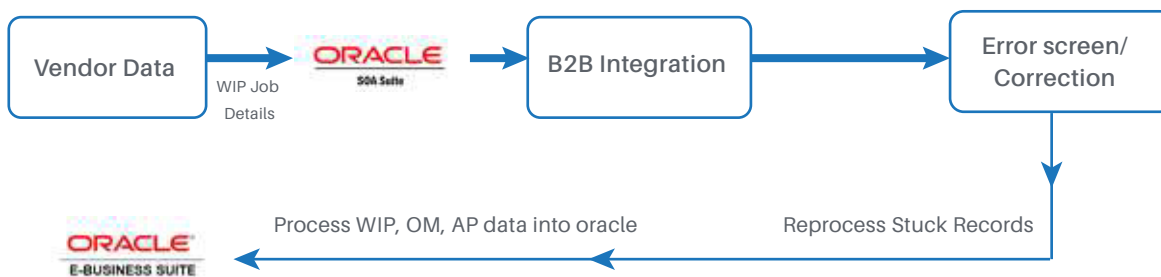 Vendor Data
WIP Job
Details
ORACLE
SOA Suite
B2B Integration
Error screen/
Correction
Process WIP, OM, AP data into oracle
Reprocess Stuck Records
ORACLE
E-BUSINESS SUITE